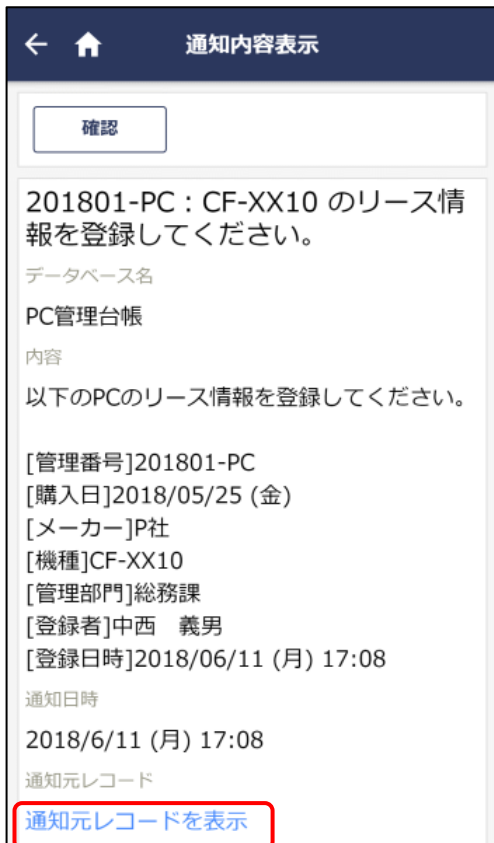 通知内容表示
確認
201801-PC：CF-XX10 のリース情
報を登録してください。
データベース名
PC管理台帳
内容
以下のPCのリース情報を登録してください。
[管理番号]201801-PC
[購入日]2018/05/25 (金)
[メーカー]P社
[機種]CF-XX10
[管理部門]総務課
[登録者]中西　義男
[登録日時]2018/06/11 (月) 17:08
通知日時
2018/6/11 (月) 17:08
通知元レコード
通知元レコードを表示